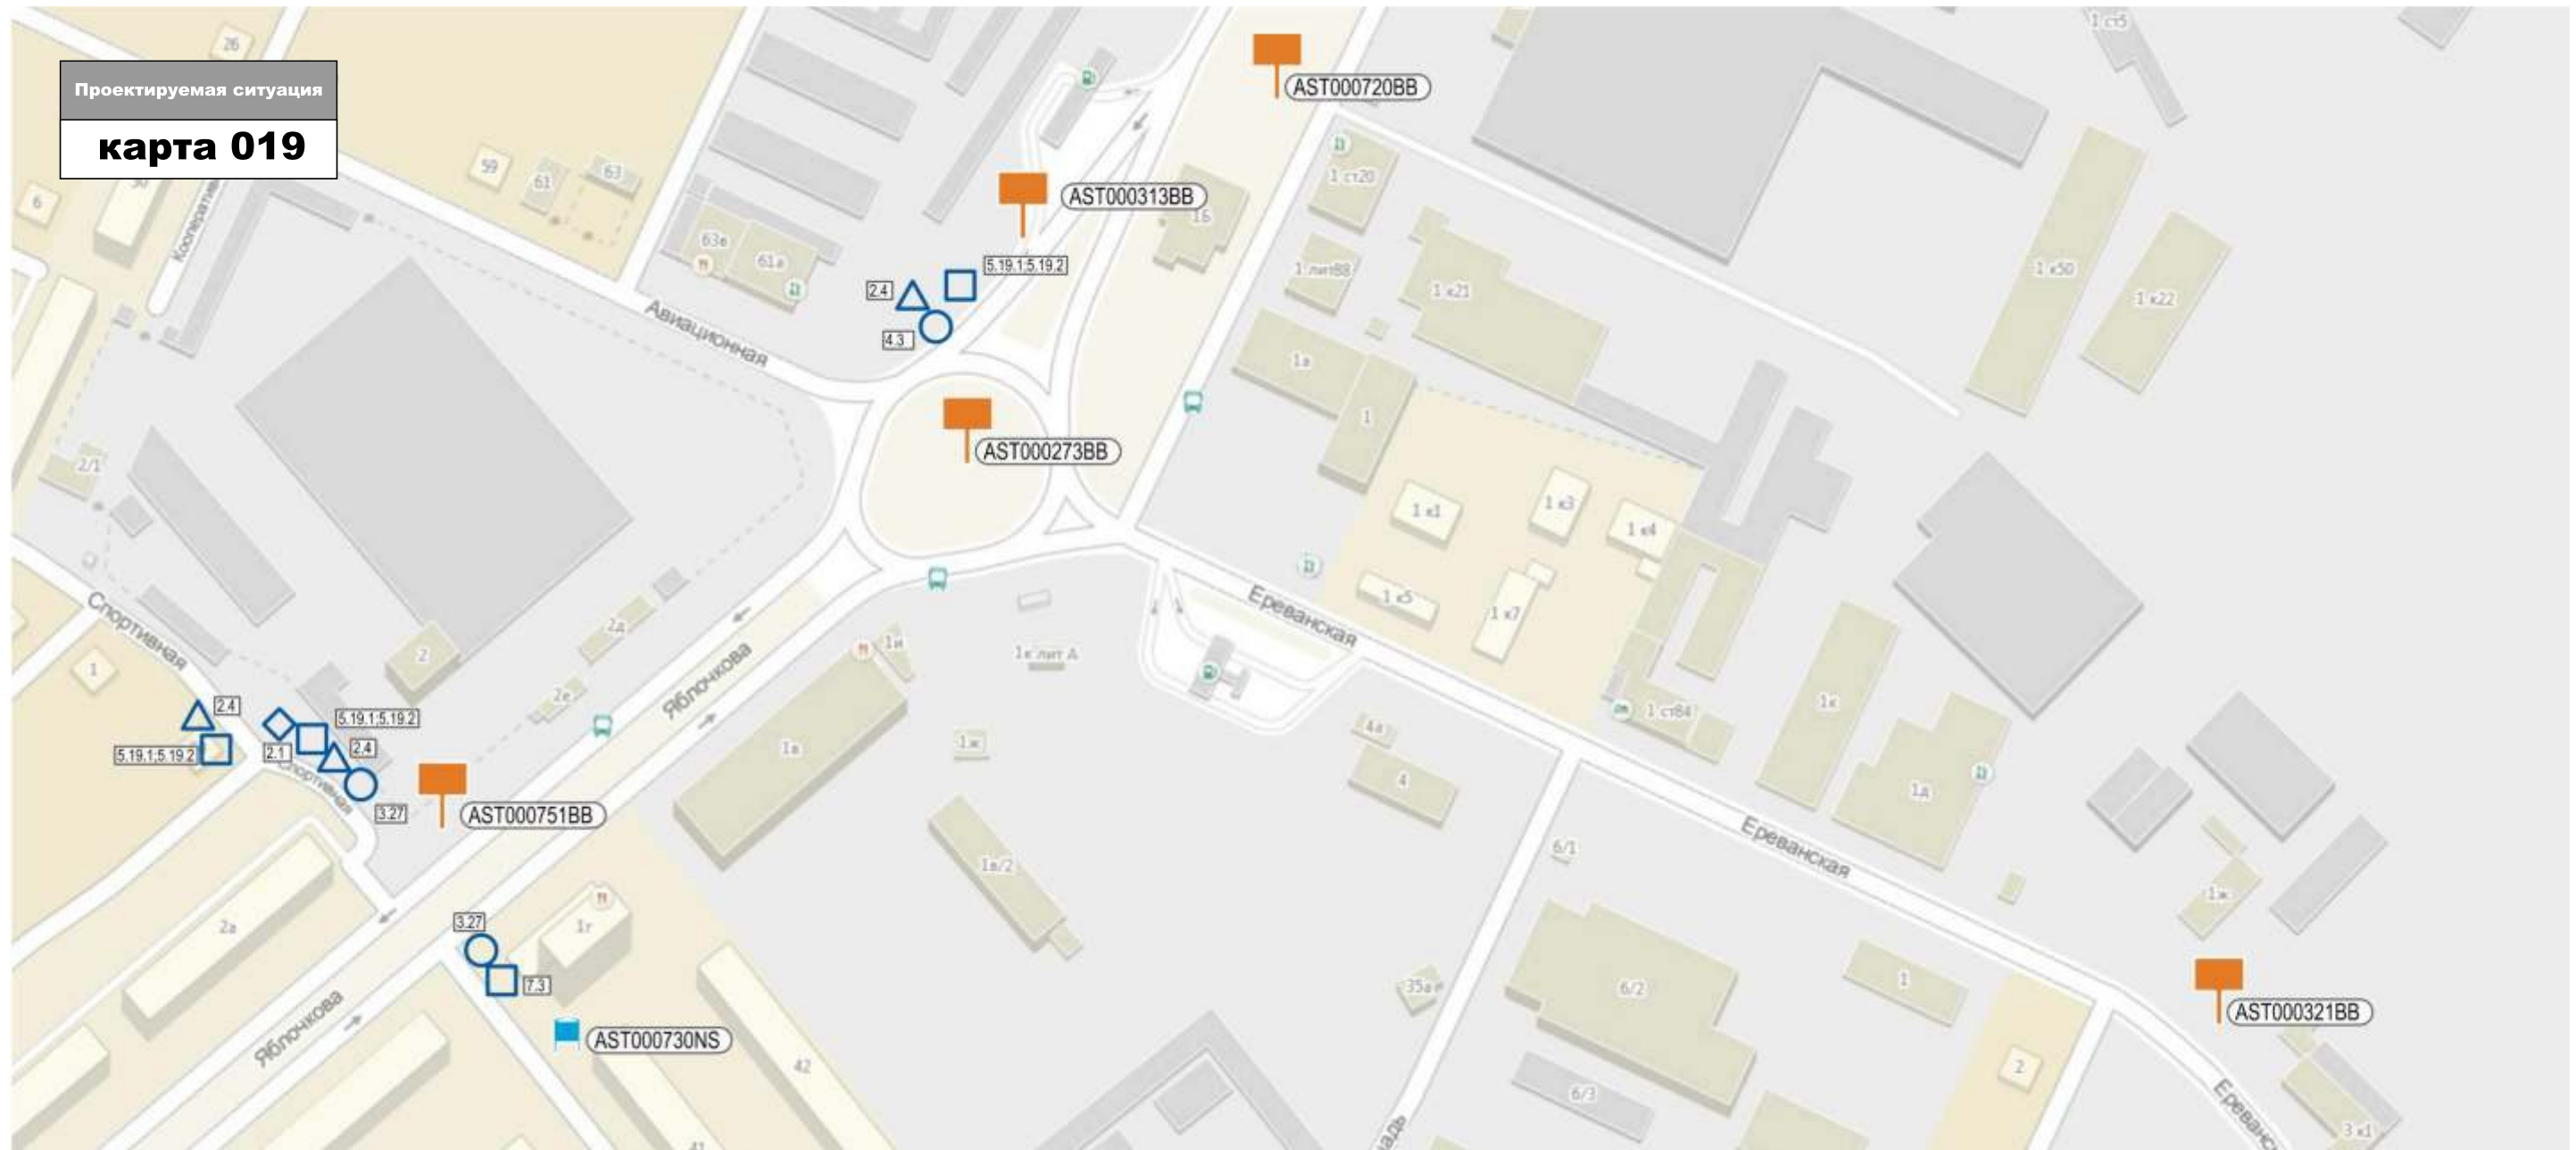 Проектируемая ситуация
карта 019
26
1 ст5
AST000720BB
59
61
63
1 ст20
6
AST000313BB
1Б
63в
61а
5.19.1;5.19.2
1 лит88
1 к50
2.4
1 к21
1 к22
4.3
Авиационная
1а
1
AST000273BB
2/1
1 к1
1 к3
1 к4
1 к5
1 к7
Спортивная
Ереванская
2д
2
1и
1к лит А
1
2е
Яблочкова
2.4
5.19.1;5.19.2
5.19.1;5.19.2
2.1
2.4
Спортивная
3.27
AST000751BB
1в
1ж
4а
4
1 ст84
1к
1д
Ереванская
6/1
1в/2
1ж
2а
3.27
1г
7.3
35а
6/2
1
AST000321BB
Яблочкова
AST000730NS
42
2
6/3
3 к1
41